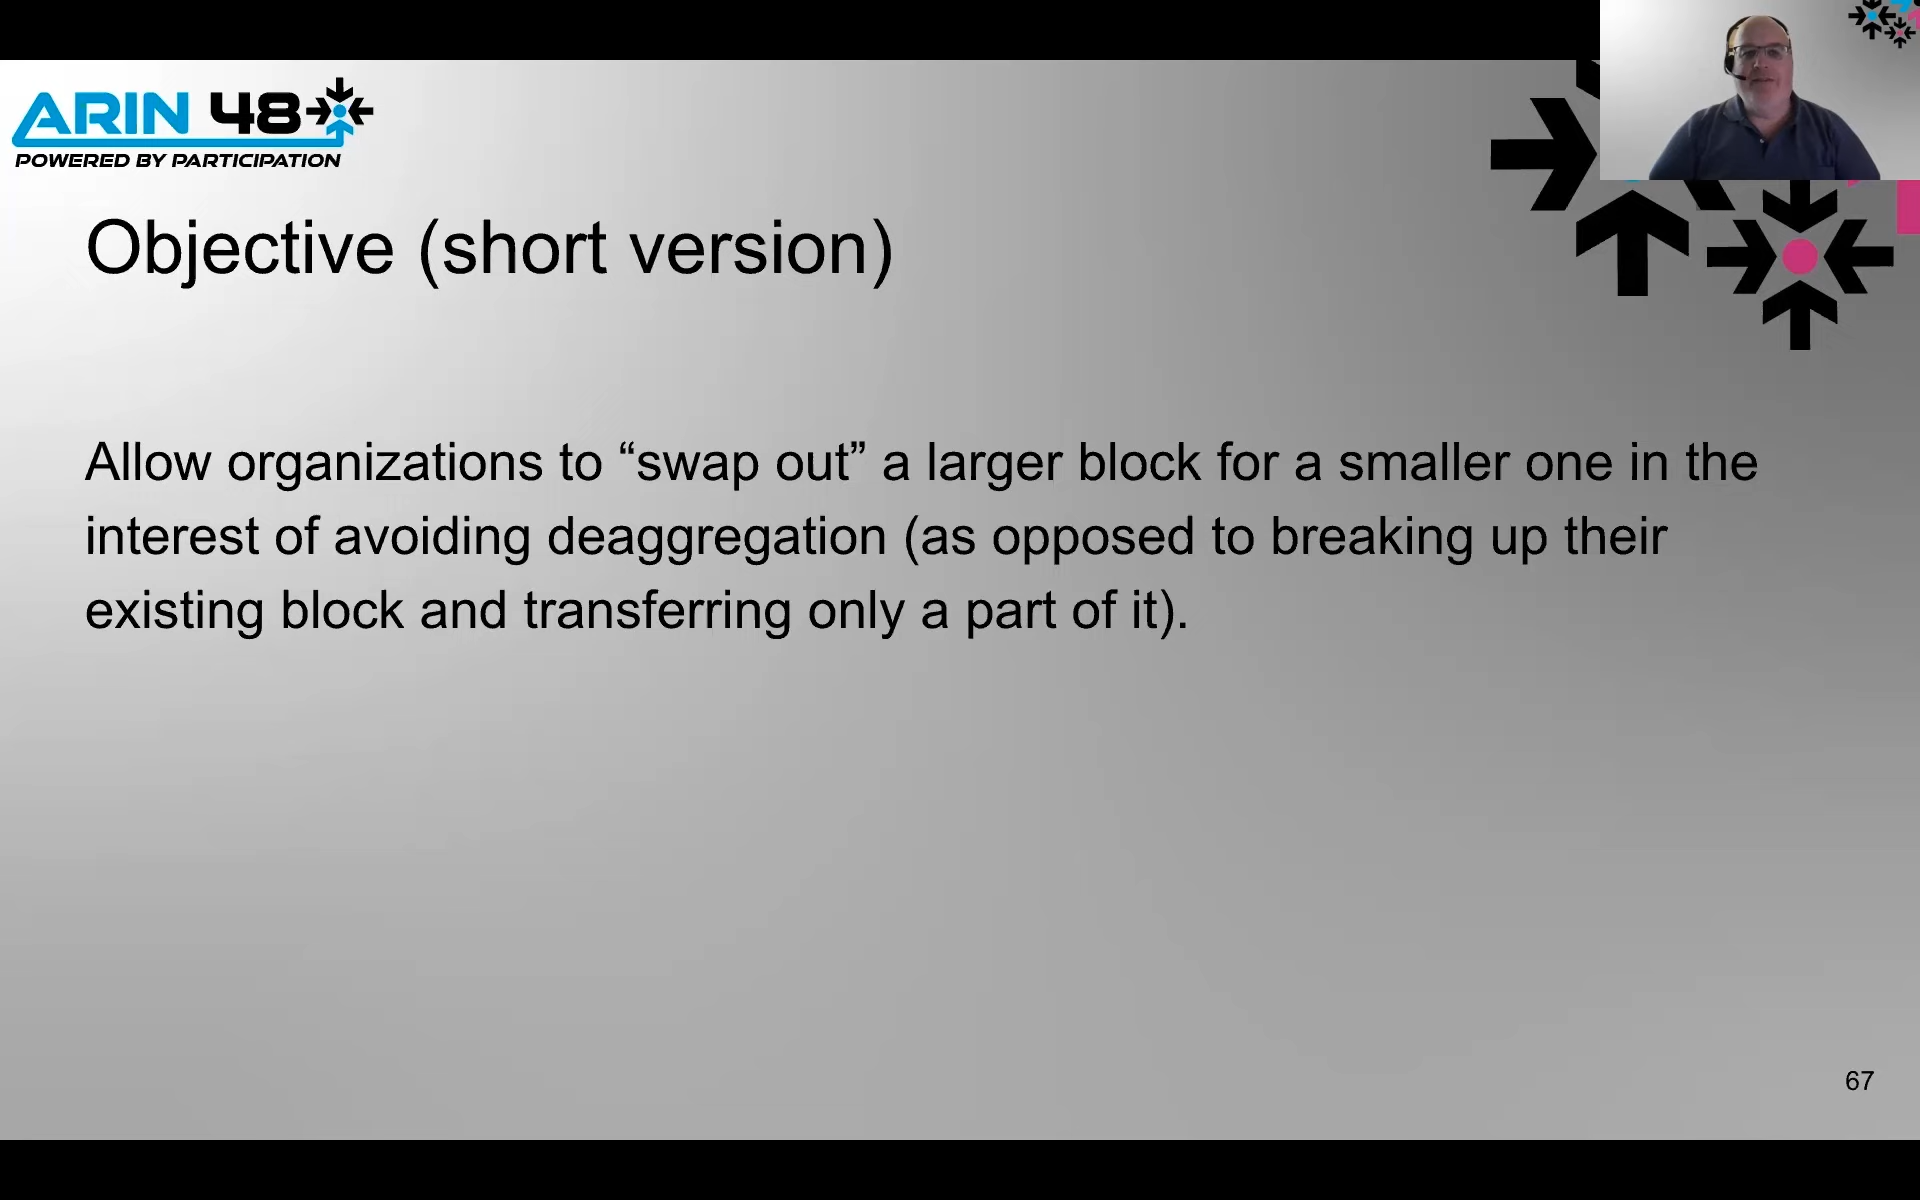 ARIN 48
POWERED BY PARTICIPATION
Objective (short version)
Allow organizations to “swap out” a larger block for a smaller one in the
interest of avoiding deaggregation (as opposed to breaking up their
existing block and transferring only a part of it).
67